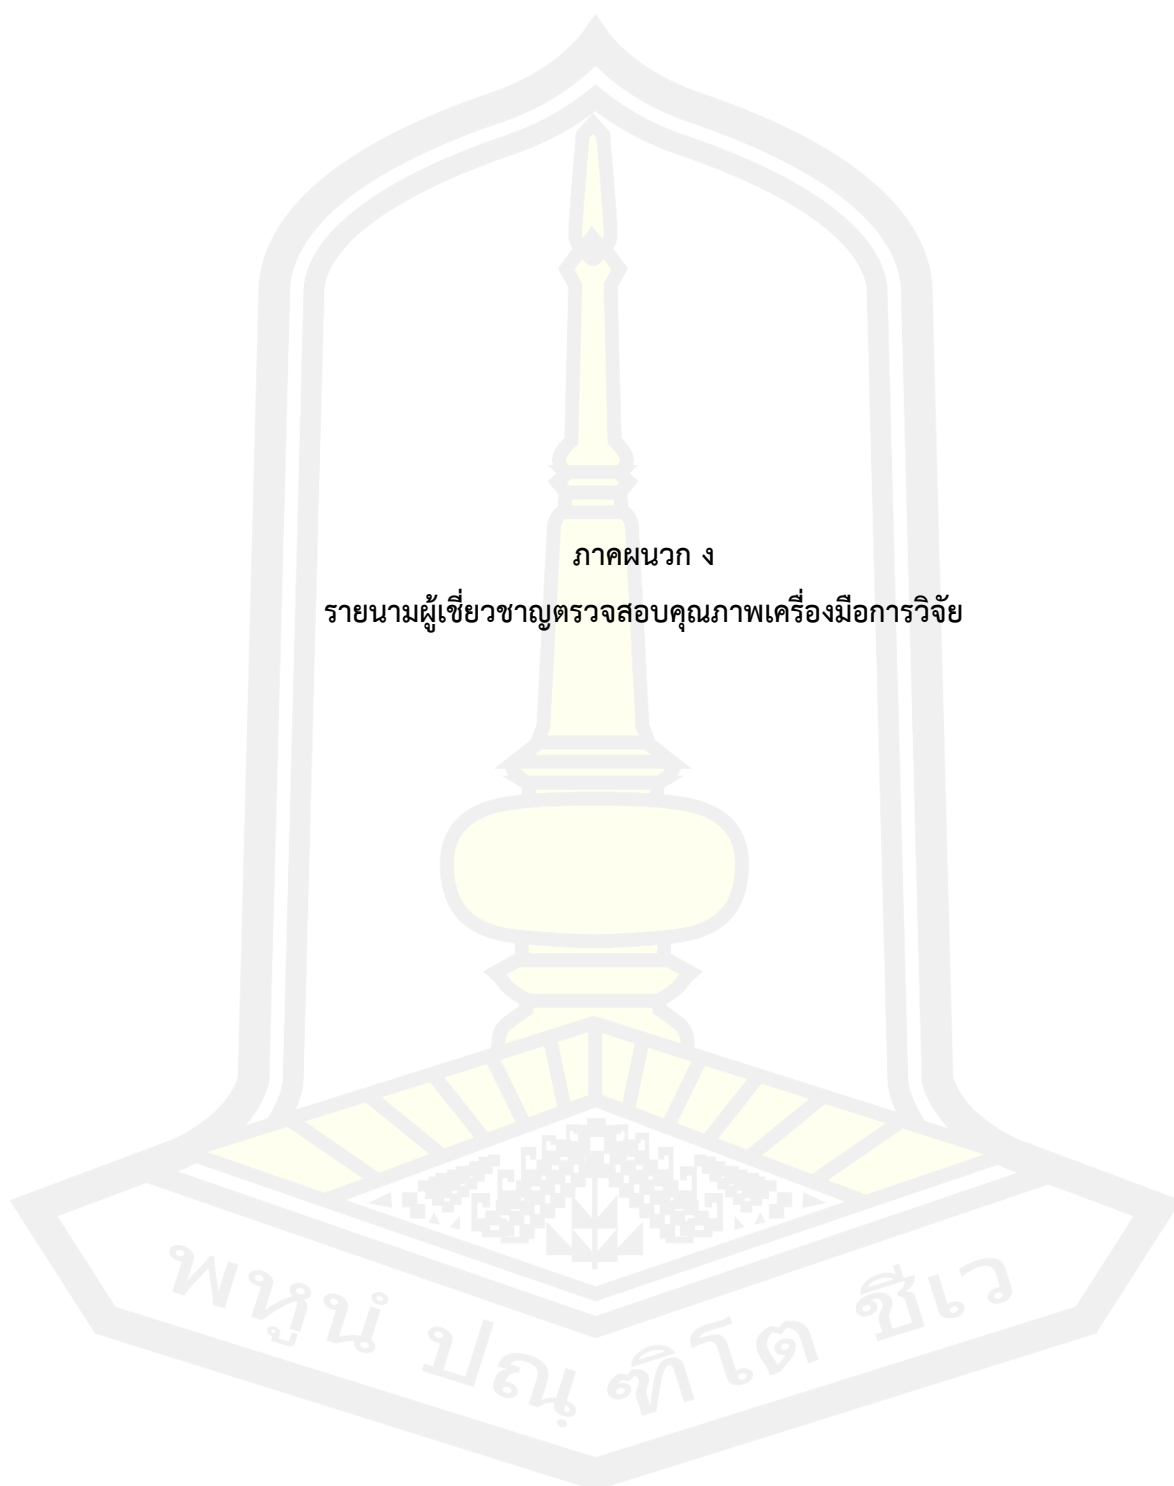 ภาคผนวก ง
รายนามผู้เชี่ยวชาญตรวจสอบคุณภาพเครื่องมือการวิจัย
พหูนํ ปณฺฑิโต ชีเว